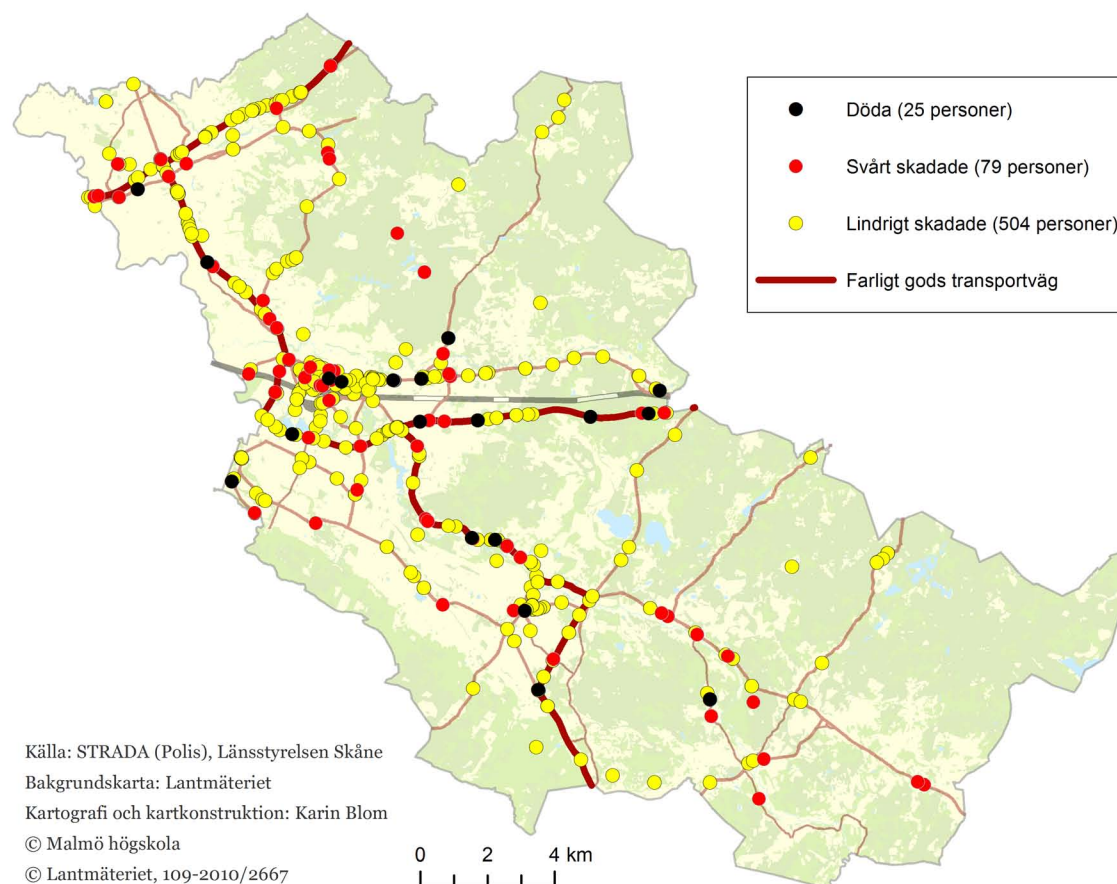 Döda (25 personer)
Svårt skadade (79 personer)
Lindrigt skadade (504 personer)
Farligt gods transportväg
Källa: STRADA (Polis), Länsstyrelsen Skåne
Bakgrundskarta: Lantmäteriet
Kartografi och kartkonstruktion: Karin Blom
© Malmö högskola
© Lantmäteriet, 109-2010/2667
0 2 4 km